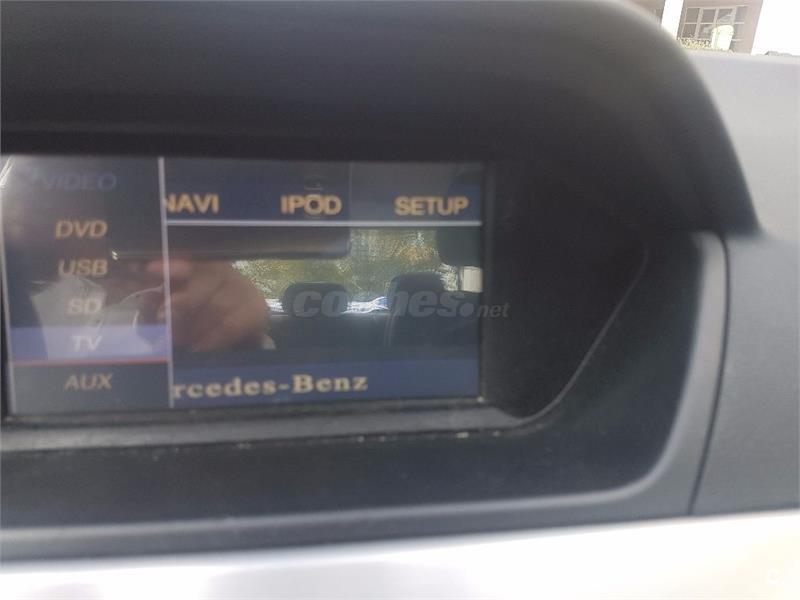 VIDEO
NAVI IPOD SETUP
DVD
USB
SD
TV
AUX
rcedes-Benz
coches.net